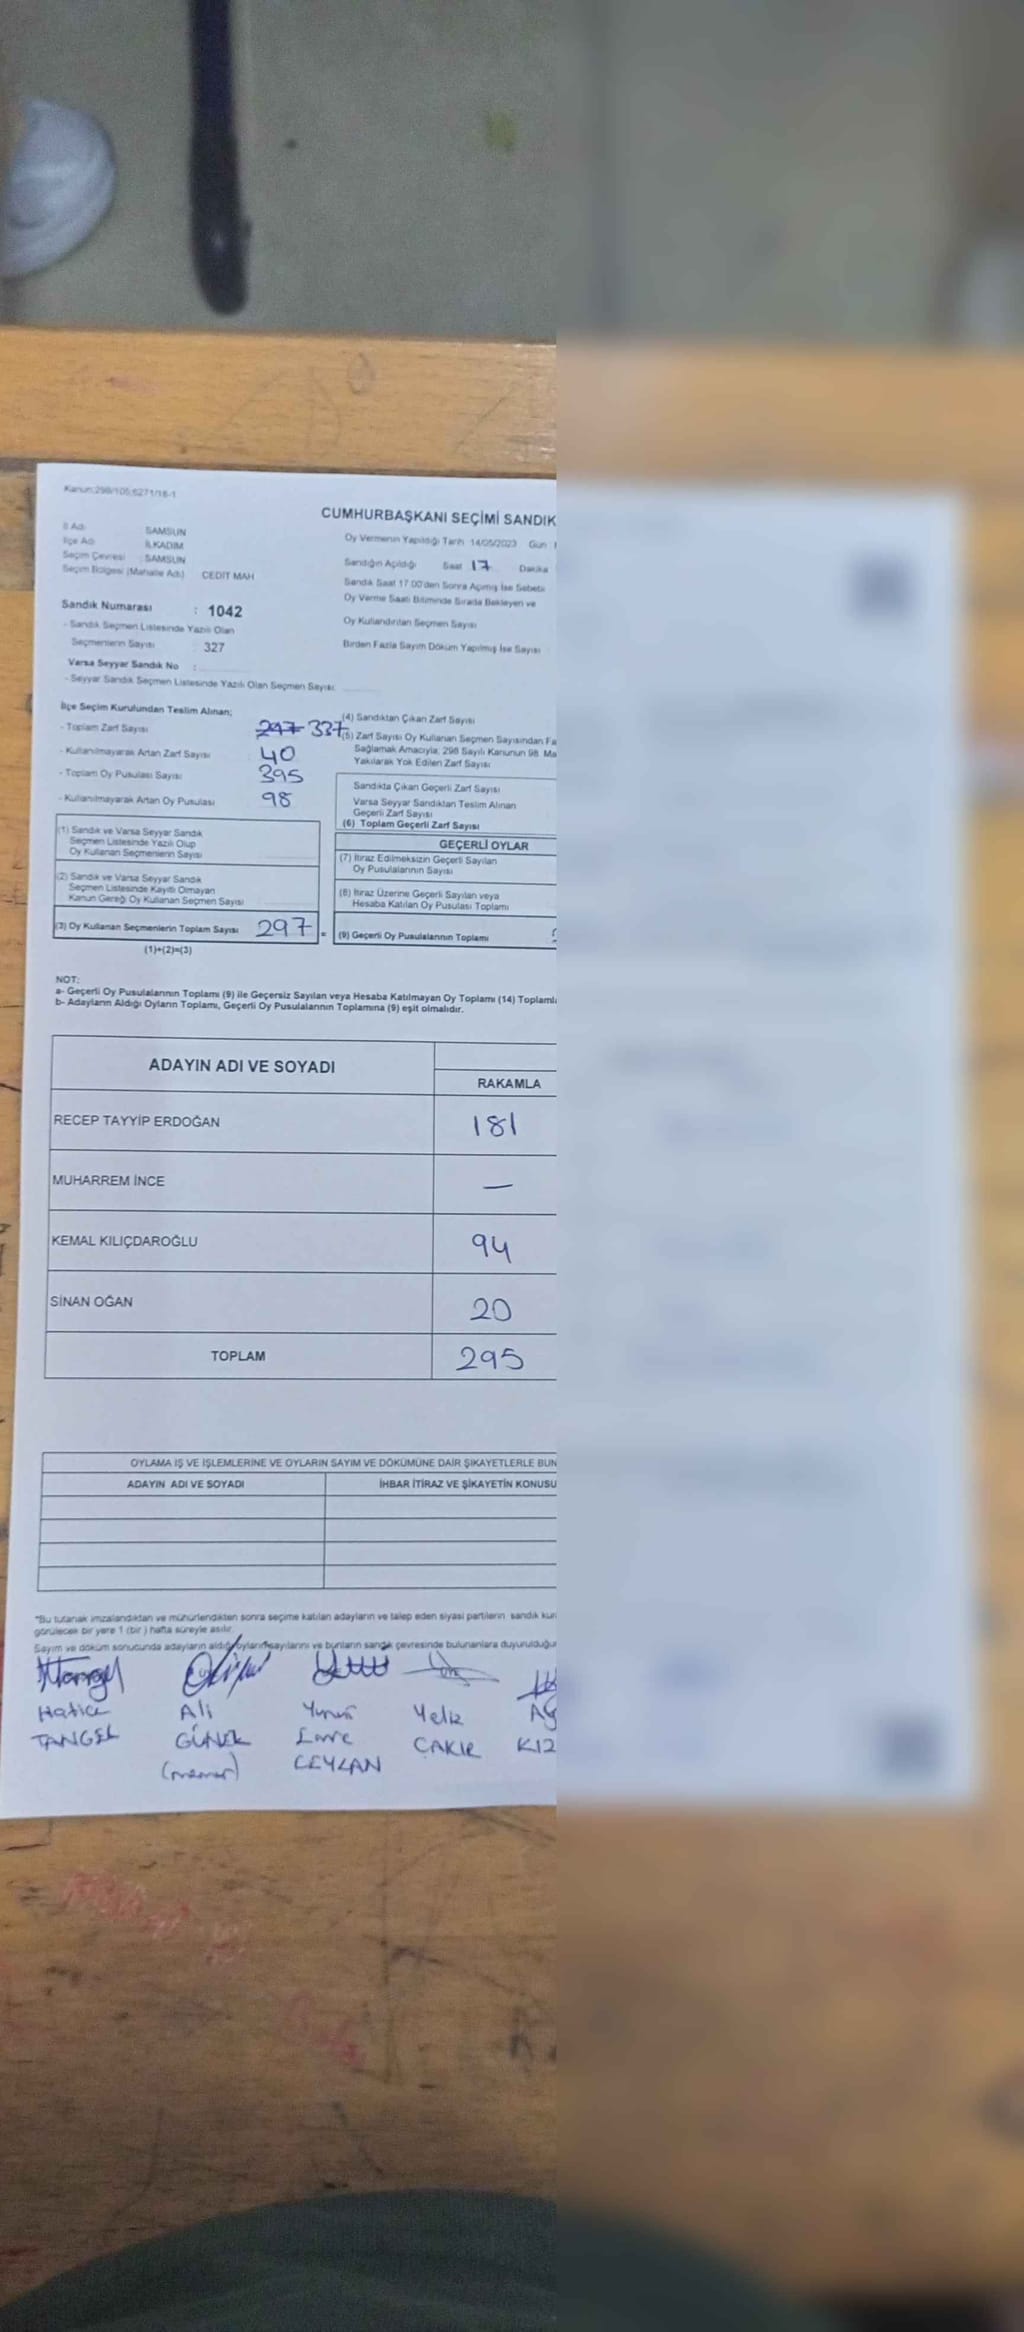 Kanun:298/105;6271/18-1
CUMHURBAŞKANI SEÇİMİ SANDIK
İl Adı SAMSUN
İlçe Adı İLKADIM
Seçim Çevresi : SAMSUN
Seçim Bölgesi (Mahalle Adı) CEDİT MAH
Oy Vermenin Yapıldığı Tarih 14/05/2023 Gün :
Sandığın Açıldığı Saat 17 Dakika
Sandık Saat 17.00'den Sonra Açmış İse Sebebi
Oy Verme Saati Bitiminde Sırada Bekleyen ve
Oy Kullandırılan Seçmen Sayısı
Birden Fazla Sayım Döküm Yapılmış İse Sayısı
Sandık Numarası : 1042
- Sandık Seçmen Listesinde Yazılı Olan
Seçmenlerin Sayısı 327
Varsa Seyyar Sandık No :
- Seyyar Sandık Seçmen Listesinde Yazılı Olan Seçmen Sayısı:
İlçe Seçim Kurulundan Teslim Alınan;
- Toplam Zarf Sayısı 297 337
- Kullanılmayarak Artan Zarf Sayısı 40
- Toplam Oy Pusulası Sayısı 395
- Kullanılmayarak Artan Oy Pusulası 98
(4) Sandıktan Çıkan Zarf Sayısı
(5) Zarf Sayısı Oy Kullanan Seçmen Sayısından Fa
Sağlamak Amacıyla, 298 Sayılı Kanunun 98. Ma
Yakılarak Yok Edilen Zarf Sayısı
Sandıkta Çıkan Geçerli Zarf Sayısı
Varsa Seyyar Sandıktan Teslim Alınan
Geçerli Zarf Sayısı
(6) Toplam Geçerli Zarf Sayısı
(1) Sandık ve Varsa Seyyar Sandık
Seçmen Listesinde Yazılı Olup
Oy Kullanan Seçmenlerin Sayısı
(2) Sandık ve Varsa Seyyar Sandık
Seçmen Listesinde Kayıtlı Olmayan
Kanun Gereği Oy Kullanan Seçmen Sayısı
(3) Oy Kullanan Seçmenlerin Toplam Sayısı 297 =
(1)+(2)=(3)
GEÇERLİ OYLAR
(7) İtiraz Edilmeksizin Geçerli Sayılan
Oy Pusulalarının Sayısı
(8) İtiraz Üzerine Geçerli Sayılan veya
Hesaba Katılan Oy Pusulası Toplamı
(9) Geçerli Oy Pusulalarının Toplamı
NOT:
a- Geçerli Oy Pusulalarının Toplamı (9) ile Geçersiz Sayılan veya Hesaba Katılmayan Oy Toplamı (14) Toplamla
b- Adayların Aldığı Oyların Toplamı, Geçerli Oy Pusulalarının Toplamına (9) eşit olmalıdır.
ADAYIN ADI VE SOYADI
RAKAMLA
RECEP TAYYİP ERDOĞAN 181
MUHARREM İNCE —
KEMAL KILIÇDAROĞLU 94
SİNAN OĞAN 20
TOPLAM 295
OYLAMA İŞ VE İŞLEMLERİNE VE OYLARIN SAYIM VE DÖKÜMÜNE DAİR ŞİKAYETLERLE BUN
ADAYIN ADI VE SOYADI İHBAR İTİRAZ VE ŞİKAYETİN KONUSU
*Bu tutanak imzalandıktan ve mühürlendikten sonra seçime katılan adayların ve talep eden siyasi partilerin sandık kur
görülecek bir yere 1 (bir ) hafta süreyle asılır.
Sayım ve döküm sonucunda adayların aldığı oyların sayılarını ve bunların sandık çevresinde bulunanlara duyurulduğu
Hatice Ali Yunus Yeliz
TANGEL GÜNEK Emre ÇAKIR KIZ
(memur) CEYLAN